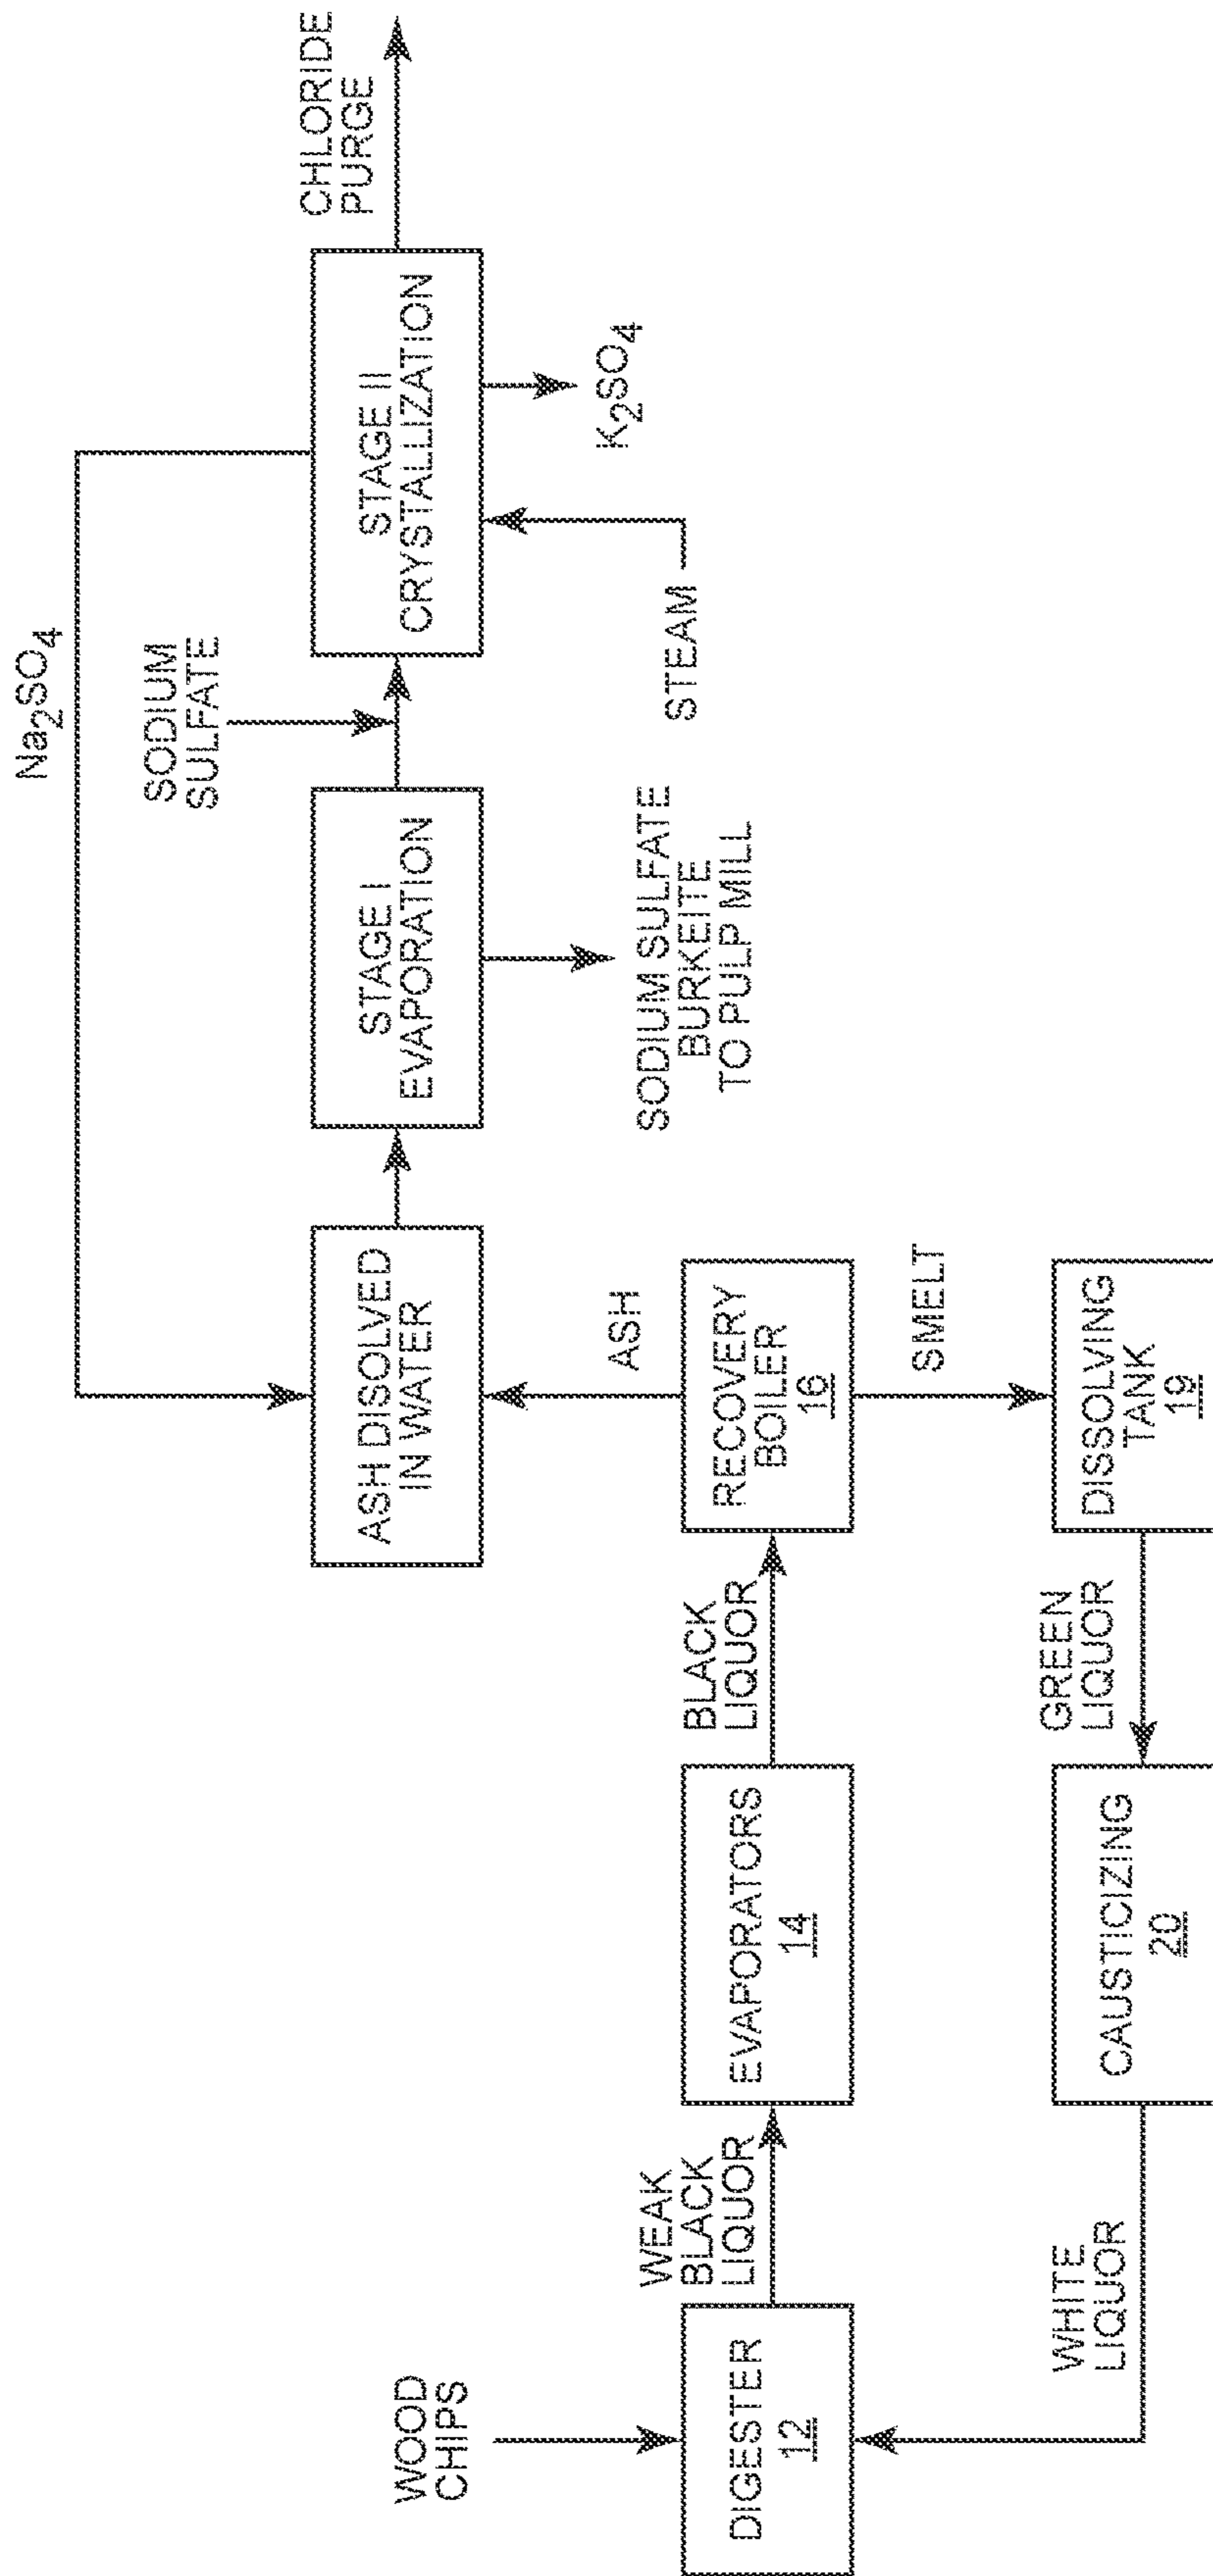 Na₂SO₄
SODIUM
SULFATE
CHLORIDE
PURGE
ASH DISOLVED
IN WATER
STAGE I
EVAPORATION
STAGE II
CRYSTALLIZATION
SODIUM SULFATE
BURKEITE
TO PULP MILL
STEAM
K₂SO₄
WOOD
CHIPS
WEAK
BLACK
LIQUOR
BLACK
LIQUOR
ASH
DIGESTER
12
EVAPORATORS
14
RECOVERY
BOILER
16
SMELT
WHITE
LIQUOR
GREEN
LIQUOR
CAUSTICIZING
20
DISSOLVING
TANK
19